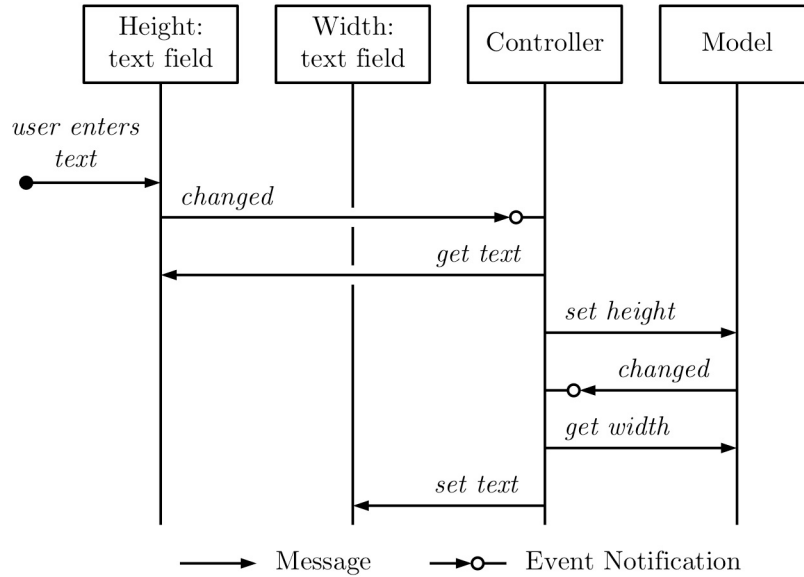 Height:
text field
Width:
text field
Controller
Model
user enters
text
changed
get text
set height
changed
get width
set text
Message
Event Notification